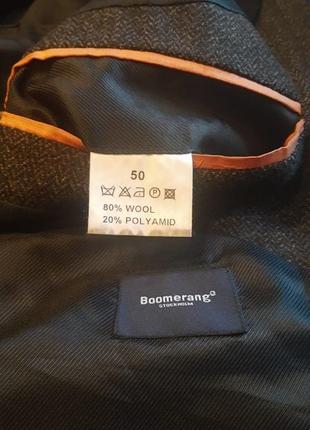 50
P
80% WOOL
20% POLYAMID
Boomerang
STOCKHOLM